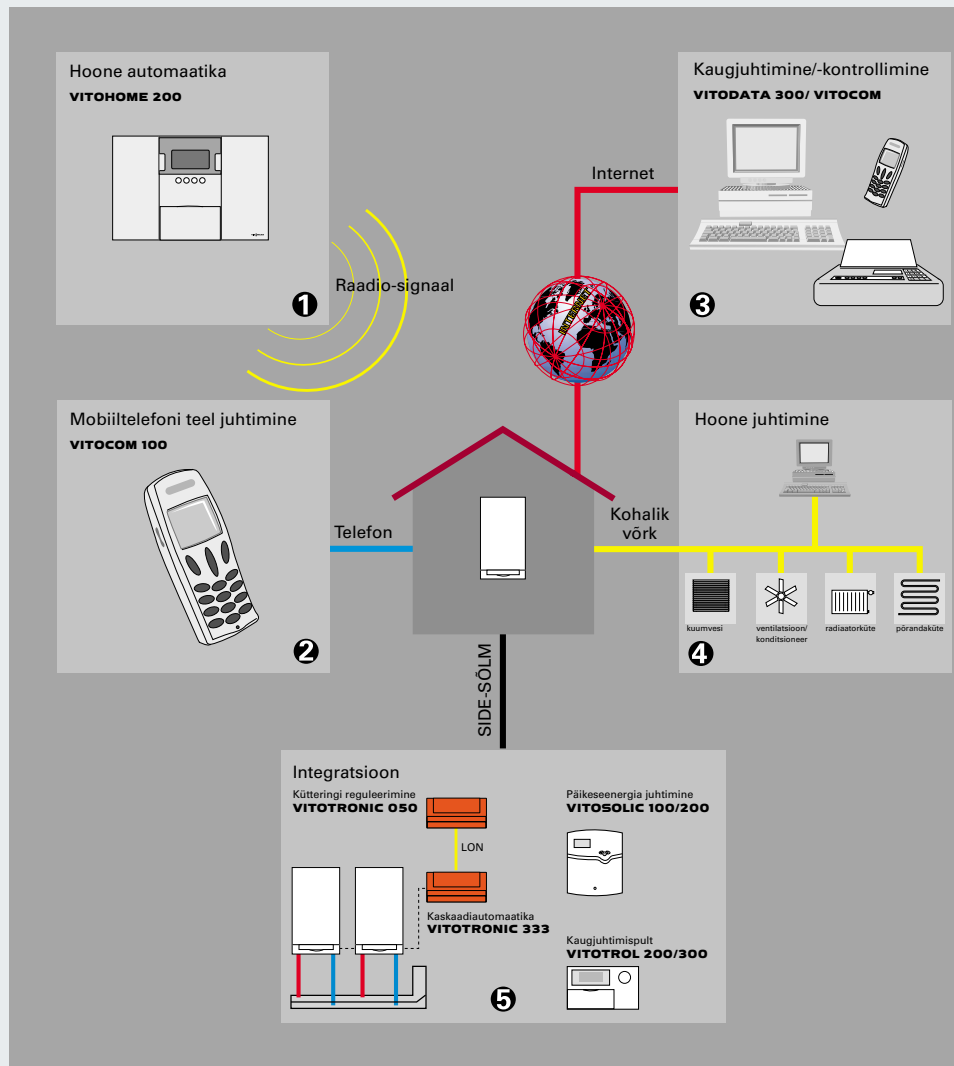 Hoone automaatika
VITOHOME 200
1
Raadio-signaal
Kaugjuhtimine/-kontrollimine
VITODATA 300/ VITOCOM
3
Internet
Mobiiltelefoni teel juhtimine
VITOCOM 100
2
Telefon
Kohalik
võrk
Hoone juhtimine
kuumvesi
ventilatsioon/
konditsioneer
radiaatorküte
põrandaküte
4
SIDE-SÕLM
Integratsioon
Kütteringi reguleerimine
VITOTRONIC 050
LON
Kaskaadiautomaatika
VITOTRONIC 333
Päikeseenergia juhtimine
VITOSOLIC 100/200
Kaugjuhtimispult
VITOTROL 200/300
5